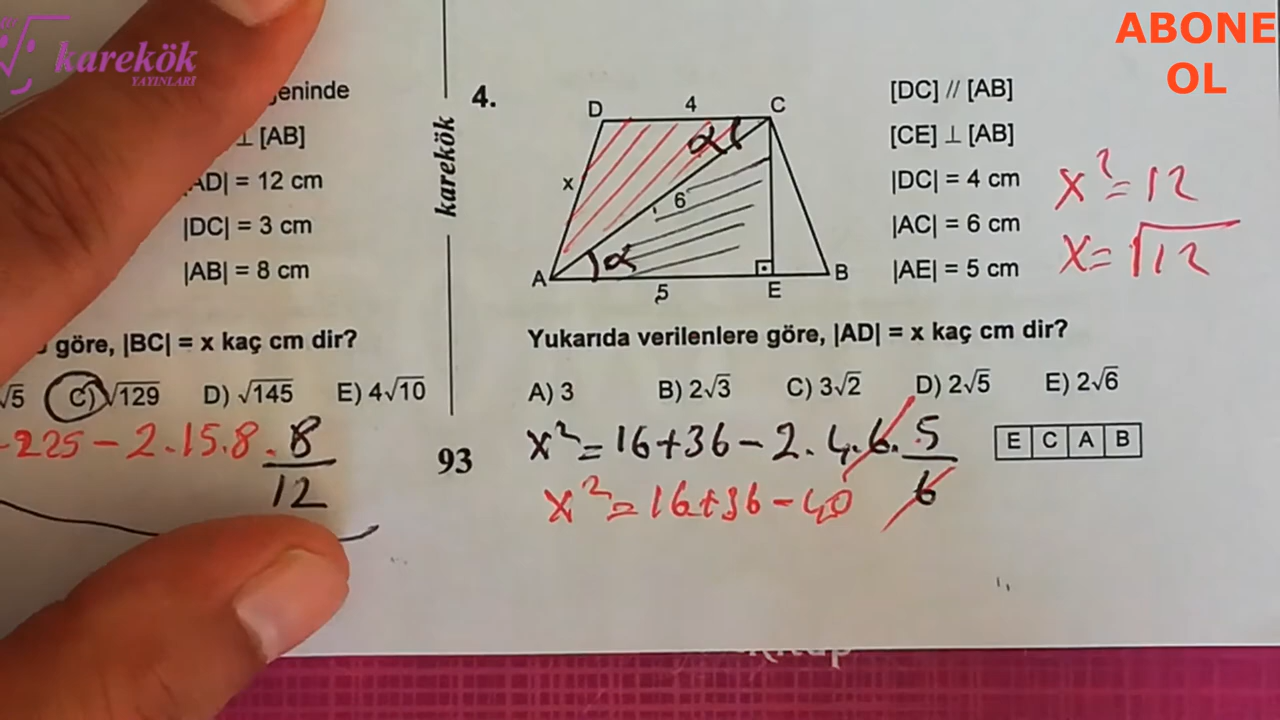 karekök
YAYINLARI
ABONE
OL
eninde
⊥ [AB]
AD| = 12 cm
|DC| = 3 cm
|AB| = 8 cm
göre, |BC| = x kaç cm dir?
√5 C) √129 D) √145 E) 4√10
225 - 2.15.8 . 8/12
karekök
93
4.
D 4 C
α
x
6
α
A 5 E B
[DC] // [AB]
[CE] ⊥ [AB]
|DC| = 4 cm
|AC| = 6 cm
|AE| = 5 cm
x² = 12
x = √12
Yukarıda verilenlere göre, |AD| = x kaç cm dir?
A) 3 B) 2√3 C) 3√2 D) 2√5 E) 2√6
x² = 16+36 - 2.4.6. 5/6
x² = 16+36 - 40
E C A B